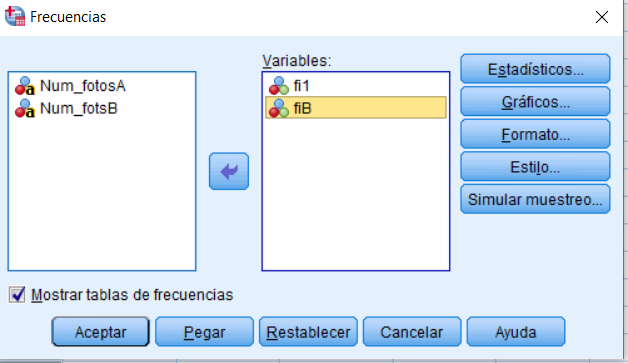 Frecuencias
Variables:
Num_fotosA
Num_fotsB
fi1
fiB
Estadísticos...
Gráficos...
Formato...
Estilo...
Simular muestreo...
Mostrar tablas de frecuencias
Aceptar
Pegar
Restablecer
Cancelar
Ayuda